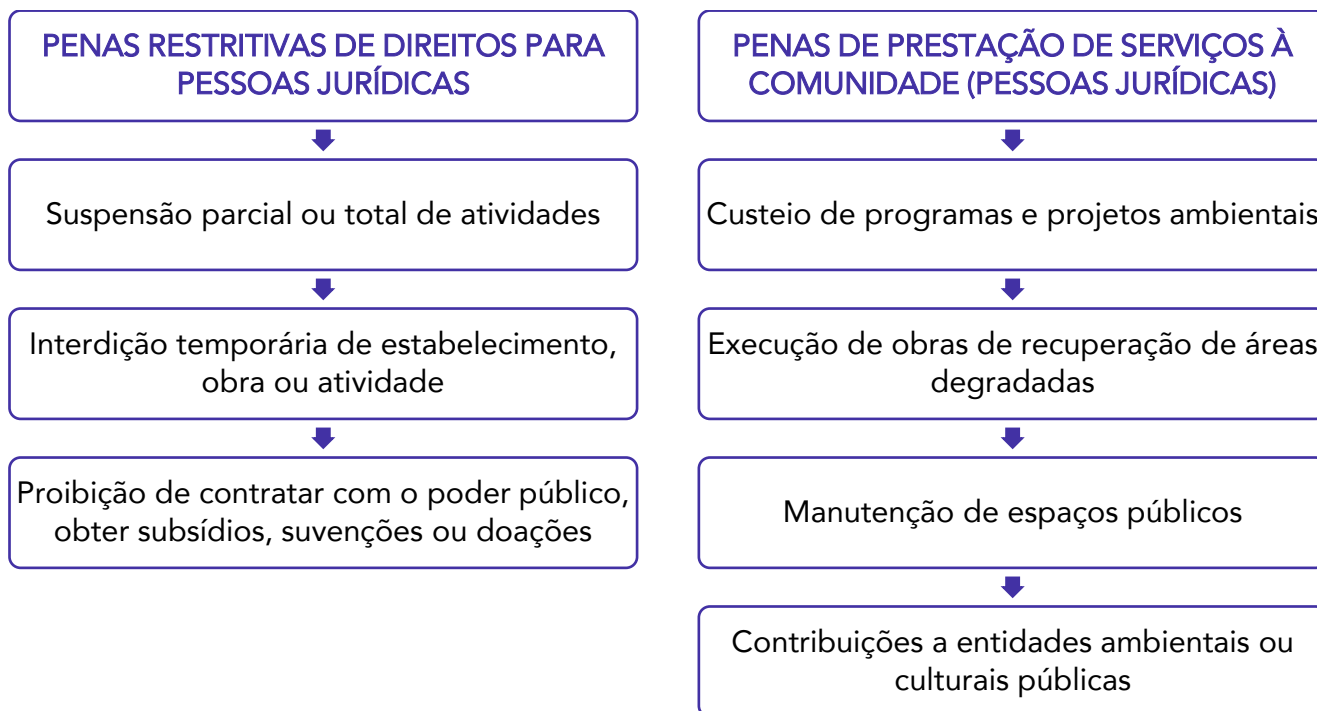 PENAS RESTRITIVAS DE DIREITOS PARA
PESSOAS JURÍDICAS
Suspensão parcial ou total de atividades
Interdição temporária de estabelecimento,
obra ou atividade
Proibição de contratar com o poder público,
obter subsídios, suvenções ou doações
PENAS DE PRESTAÇÃO DE SERVIÇOS À
COMUNIDADE (PESSOAS JURÍDICAS)
Custeio de programas e projetos ambientais
Execução de obras de recuperação de áreas
degradadas
Manutenção de espaços públicos
Contribuições a entidades ambientais ou
culturais públicas